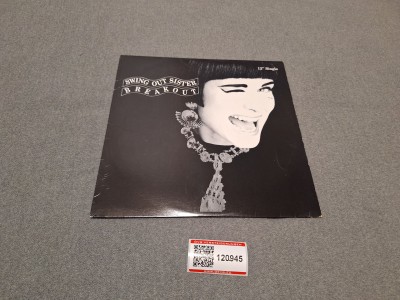 SWING OUT SISTER
BREAKOUT
12" Single
120945